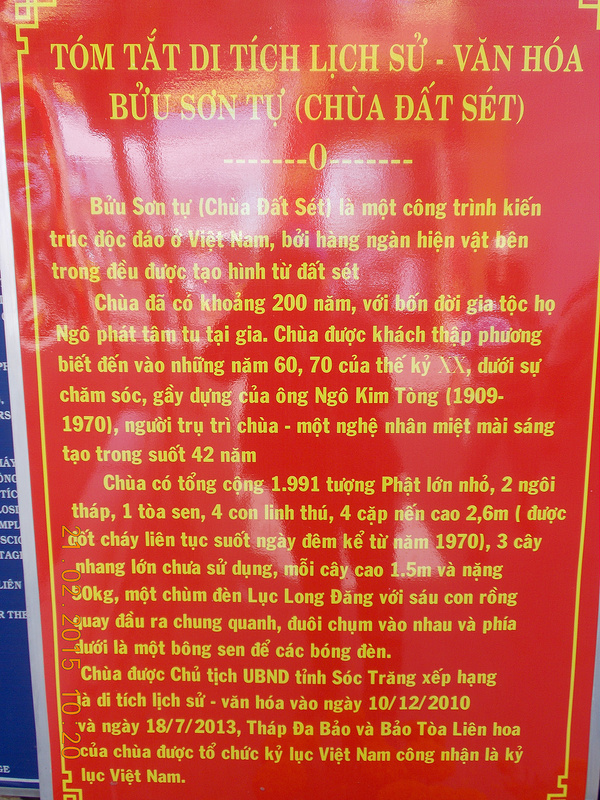 TÓM TẮT DI TÍCH LỊCH SỬ - VĂN HÓA
BỬU SƠN TỰ (CHÙA ĐẤT SÉT)
-------O-------
Bửu Sơn tự (Chùa Đất Sét) là một công trình kiến
trúc độc đáo ở Việt Nam, bởi hàng ngàn hiện vật bên
trong đều được tạo hình từ đất sét
Chùa đã có khoảng 200 năm, với bốn đời gia tộc họ
Ngô phát tâm tu tại gia. Chùa được khách thập phương
biết đến vào những năm 60, 70 của thế kỷ XX, dưới sự
chăm sóc, gầy dựng của ông Ngô Kim Tòng (1909-
1970), người trụ trì chùa - một nghệ nhân miệt mài sáng
tạo trong suốt 42 năm
Chùa có tổng cộng 1.991 tượng Phật lớn nhỏ, 2 ngôi
tháp, 1 tòa sen, 4 con linh thú, 4 cặp nến cao 2,6m ( được
đốt cháy liên tục suốt ngày đêm kể từ năm 1970), 3 cây
nhang lớn chưa sử dụng, mỗi cây cao 1.5m và nặng
50kg, một chùm đèn Lục Long Đăng với sáu con rồng
quay đầu ra chung quanh, đuôi chụm vào nhau và phía
dưới là một bông sen để các bóng đèn.
Chùa được Chủ tịch UBND tỉnh Sóc Trăng xếp hạng
là di tích lịch sử - văn hóa vào ngày 10/12/2010
và ngày 18/7/2013, Tháp Đa Bảo và Bảo Tòa Liên hoa
của chùa được tổ chức kỷ lục Việt Nam công nhận là kỷ
lục Việt Nam.
21.02.2015 10:20